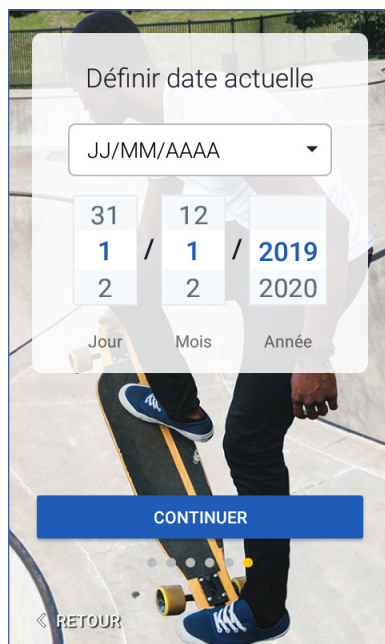 Définir date actuelle
JJ/MM/AAAA
31 12
1 / 1 / 2019
2 2 2020
Jour Mois Année
CONTINUER
RETOUR